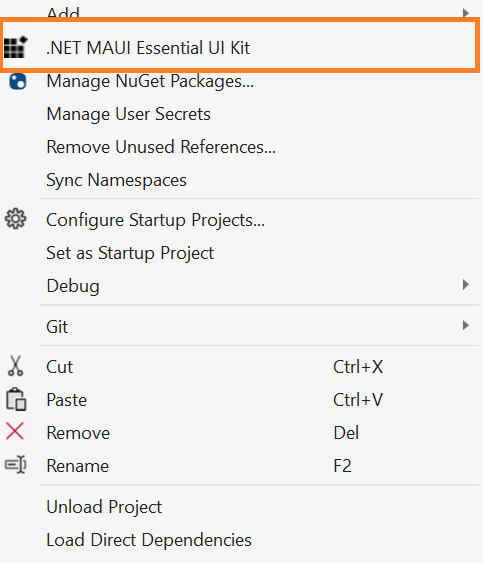 Add
.NET MAUI Essential UI Kit
Manage NuGet Packages...
Manage User Secrets
Remove Unused References...
Sync Namespaces
Configure Startup Projects...
Set as Startup Project
Debug
Git
Cut Ctrl+X
Paste Ctrl+V
Remove Del
Rename F2
Unload Project
Load Direct Dependencies